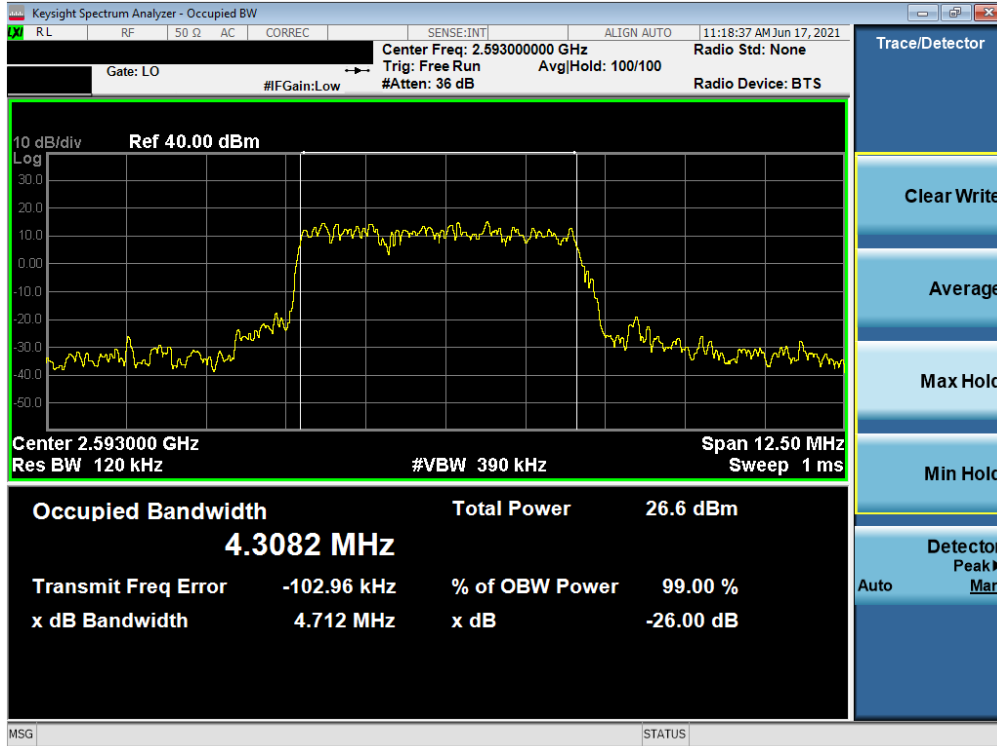 Keysight Spectrum Analyzer - Occupied BW
LXI RL RF 50 Ω AC CORREC SENSE:INT ALIGN AUTO 11:18:37 AM Jun 17, 2021
Center Freq: 2.593000000 GHz Radio Std: None
Gate: LO Trig: Free Run Avg|Hold: 100/100
#IFGain:Low #Atten: 36 dB Radio Device: BTS
Trace/Detector
10 dB/div Ref 40.00 dBm
Log
30.0
20.0
10.0
0.00
-10.0
-20.0
-30.0
-40.0
-50.0
Center 2.593000 GHz Span 12.50 MHz
Res BW 120 kHz #VBW 390 kHz Sweep 1 ms
Occupied Bandwidth Total Power 26.6 dBm
4.3082 MHz
Transmit Freq Error -102.96 kHz % of OBW Power 99.00 %
x dB Bandwidth 4.712 MHz x dB -26.00 dB
Clear Write
Average
Max Hold
Min Hold
Detector
Peak
Auto Man
MSG STATUS